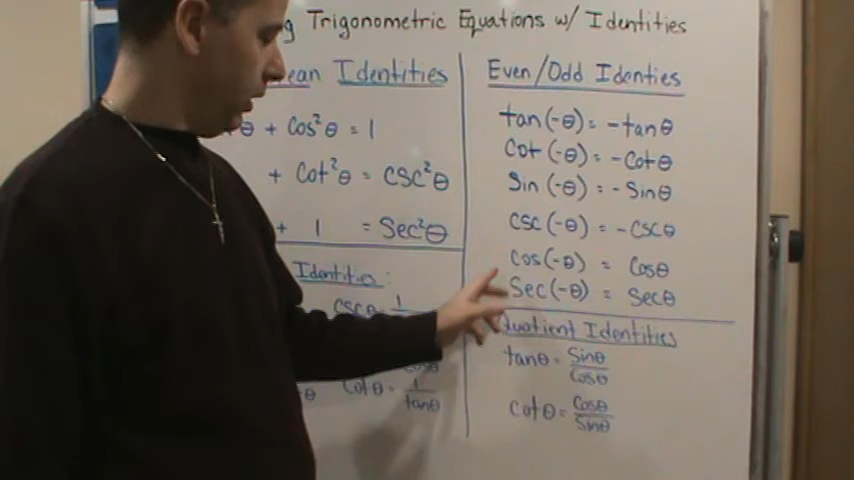 Trigonometric Equations w/ Identities
ean Identities
θ + Cos²θ = 1
+ Cot²θ = CSC²θ
+ 1 = Sec²θ
Identities:
CSCθ = 1
Cotθ = 1/tanθ
Even/Odd Identies
tan(-θ) = -tanθ
Cot(-θ) = -Cotθ
Sin(-θ) = -Sinθ
CSC(-θ) = -CSCθ
Cos(-θ) = Cosθ
Sec(-θ) = Secθ
Quotient Identities
tanθ = Sinθ/Cosθ
Cotθ = Cosθ/Sinθ